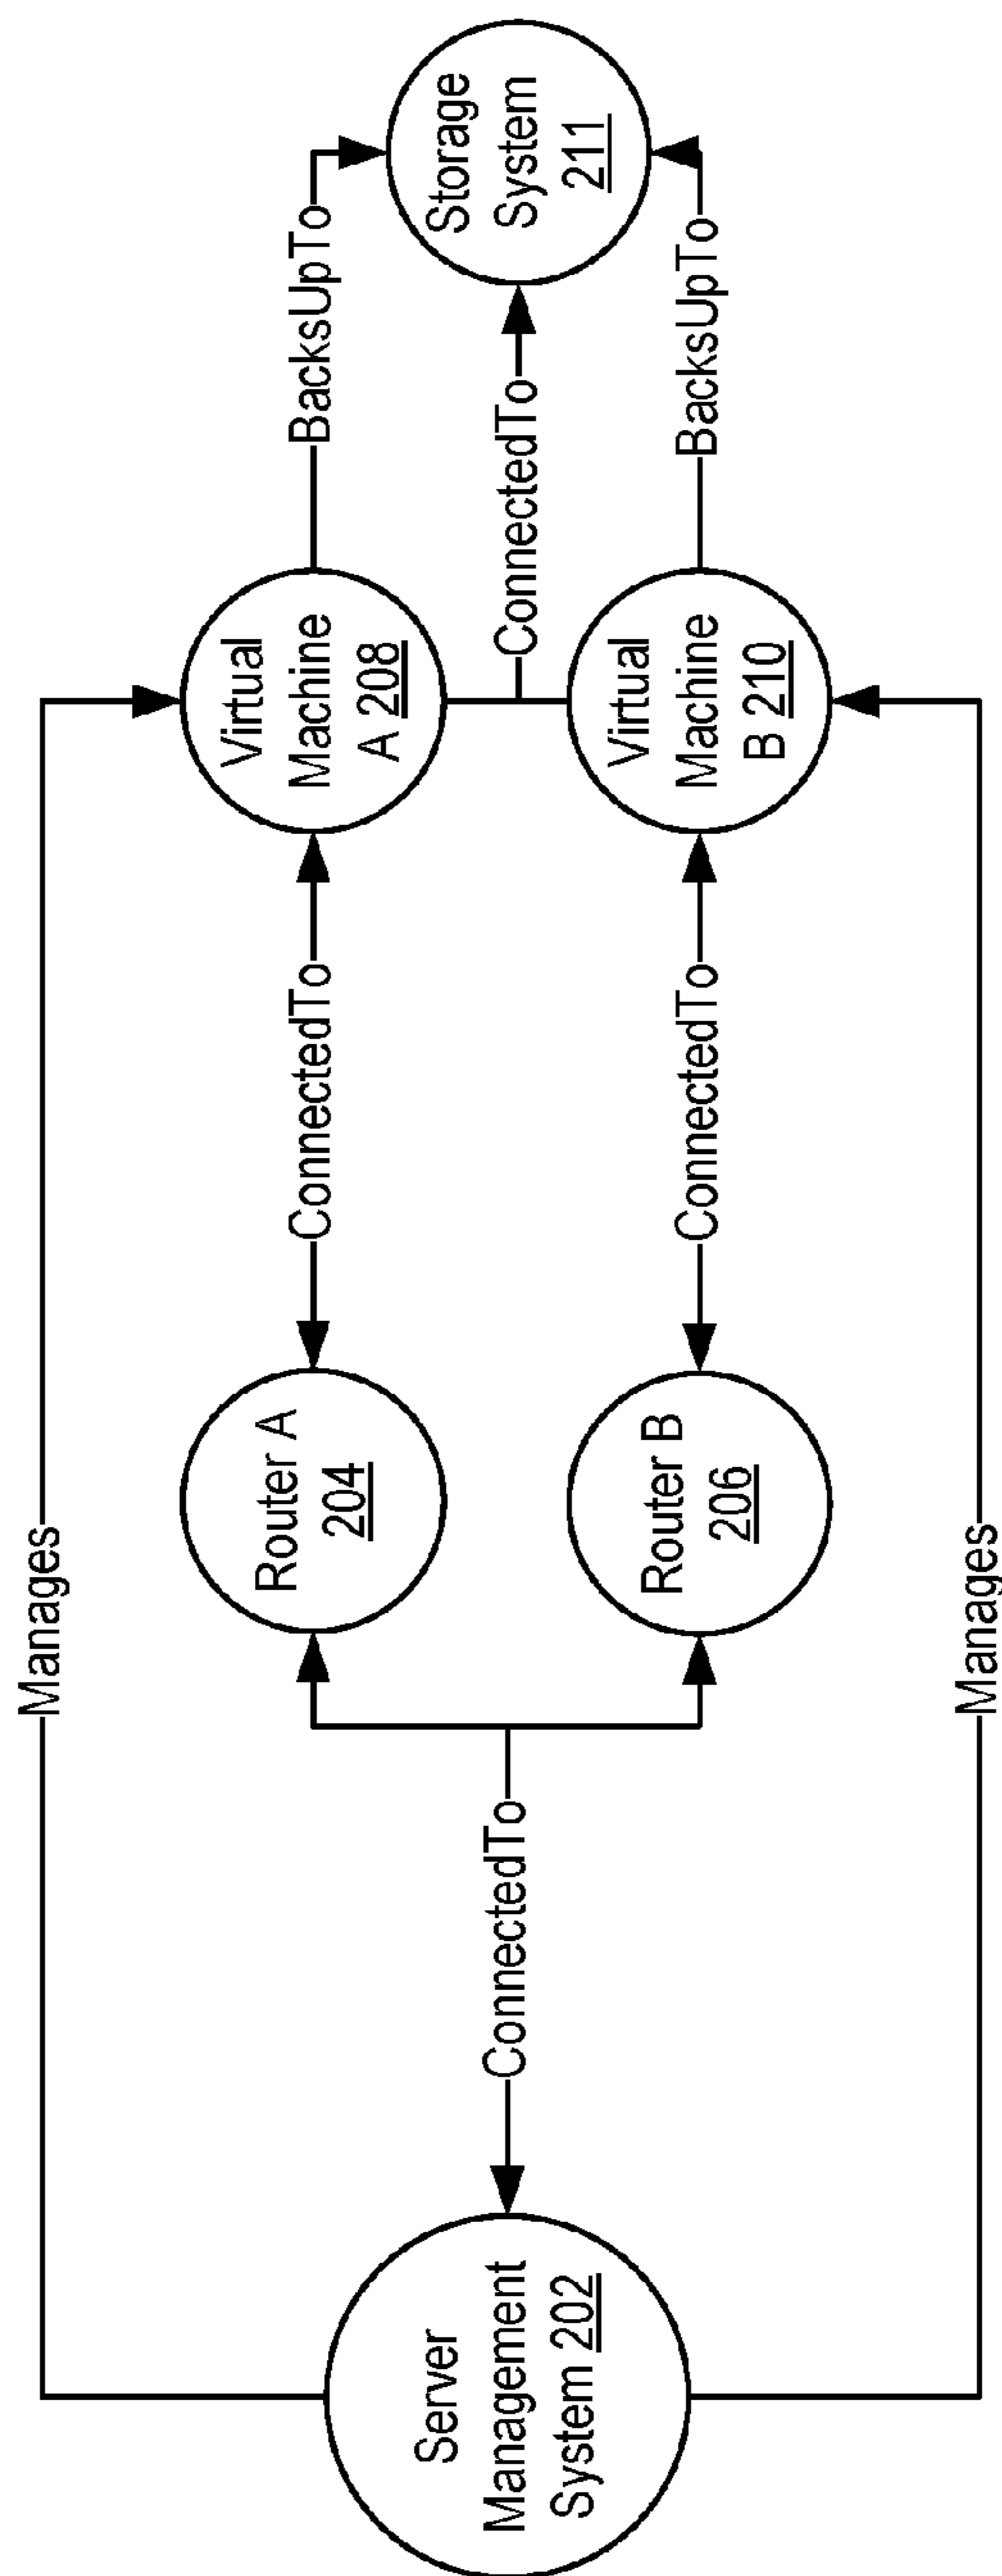 Manages
Server
Management
System 202
ConnectedTo
Router A
204
ConnectedTo
Virtual
Machine
A 208
BacksUpTo
ConnectedTo
Storage
System
211
Router B
206
ConnectedTo
Virtual
Machine
B 210
BacksUpTo
Manages